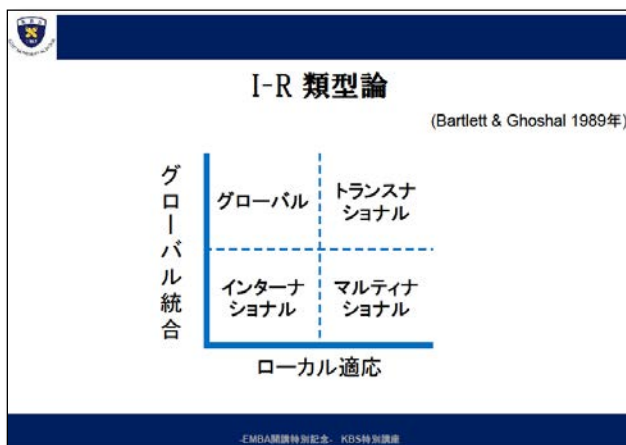 I-R 類型論
(Bartlett & Ghoshal 1989年)
グローバル統合
グローバル
トランスナ
ショナル
インターナ
ショナル
マルティナ
ショナル
ローカル適応
-EMBA開講特別記念- KBS特別講座